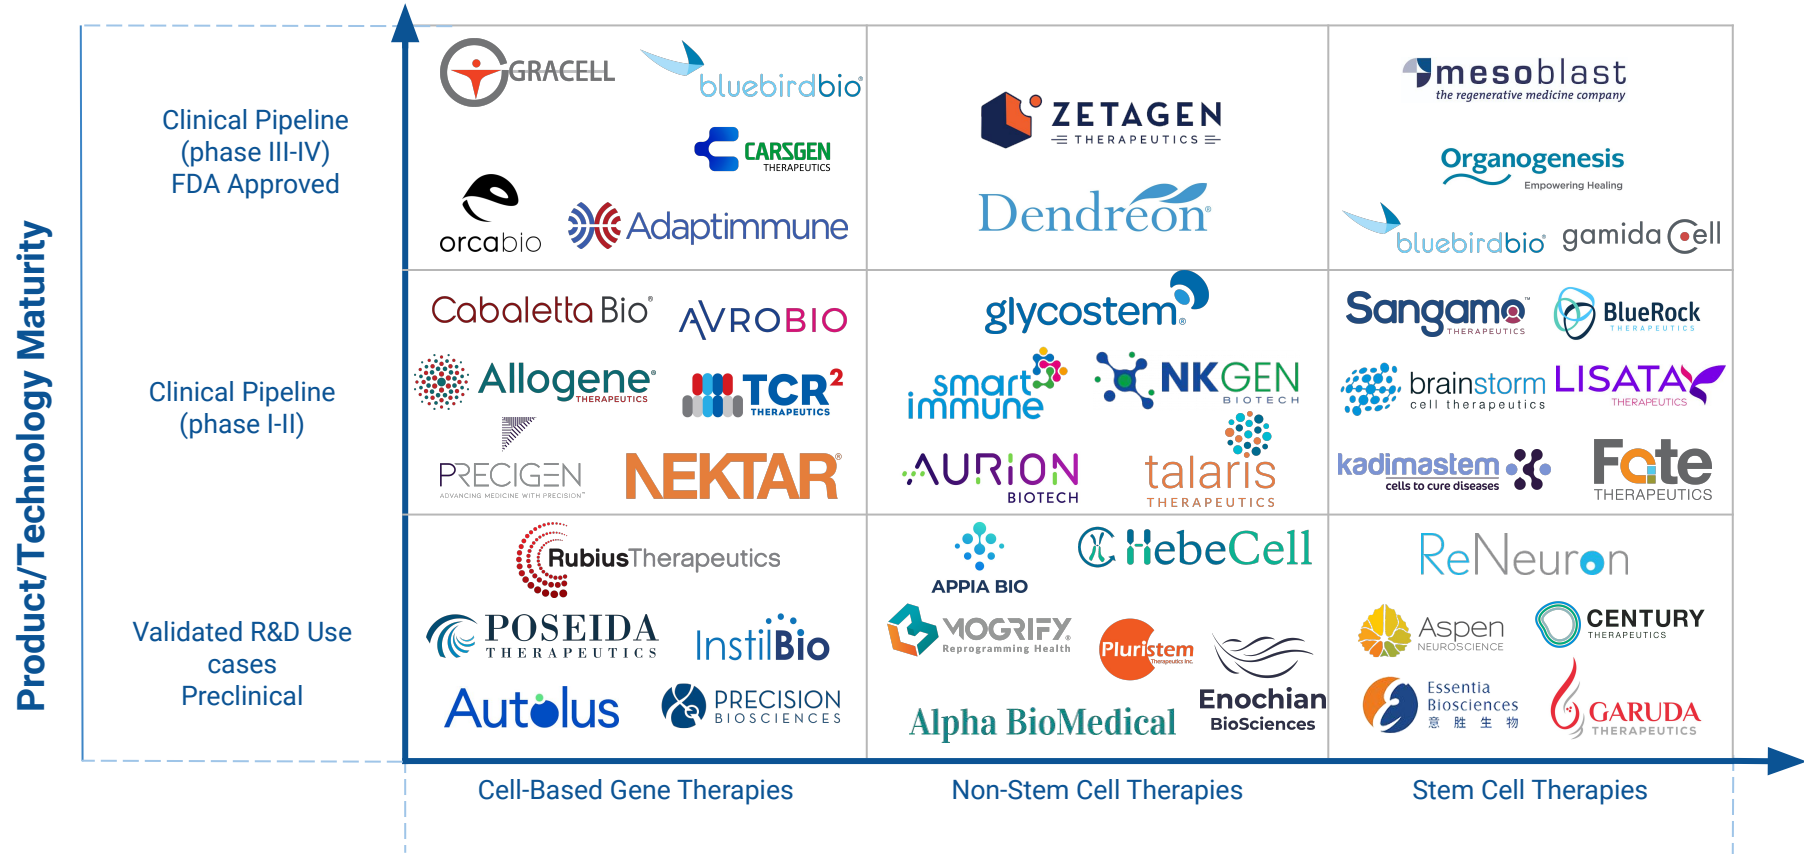 Product/Technology Maturity
Clinical Pipeline
(phase III-IV)
FDA Approved
GRACELL
bluebirdbio®
CARSGEN
THERAPEUTICS
orcabio
Adaptimmune
ZETAGEN
THERAPEUTICS
Dendreon®
mesoblast
the regenerative medicine company
Organogenesis
Empowering Healing
bluebirdbio®
gamida Cell
Clinical Pipeline
(phase I-II)
Cabaletta Bio®
AVROBIO
Allogene®
THERAPEUTICS
TCR²
THERAPEUTICS
PRECIGEN
ADVANCING MEDICINE WITH PRECISION™
NEKTAR®
glycostem®
smart
immune
NKGEN
BIOTECH
AURION
BIOTECH
talaris
THERAPEUTICS
Sangamo™
THERAPEUTICS
BlueRock
THERAPEUTICS
brainstorm
cell therapeutics
LISATA
THERAPEUTICS
kadimastem
cells to cure diseases
Fate
THERAPEUTICS
Validated R&D Use
cases
Preclinical
RubiusTherapeutics
POSEIDA
THERAPEUTICS
InstilBio
Autolus
PRECISION
BIOSCIENCES
APPIA BIO
HebeCell
MOGRIFY®
Reprogramming Health
Pluristem
Therapeutics Inc.
Enochian
BioSciences
Alpha BioMedical
ReNeuron
Aspen
NEUROSCIENCE
CENTURY
THERAPEUTICS
Essentia
Biosciences
意胜生物
GARUDA
THERAPEUTICS
Cell-Based Gene Therapies
Non-Stem Cell Therapies
Stem Cell Therapies